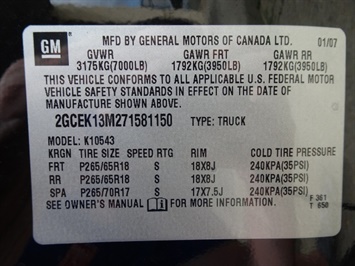 GM MFD BY GENERAL MOTORS OF CANADA LTD. 01/07
GVWR GAWR FRT GAWR RR
3175KG(7000LB) 1792KG(3950LB) 1792KG(3950LB)
THIS VEHICLE CONFORMS TO ALL APPLICABLE U.S. FEDERAL MOTOR
VEHICLE SAFETY STANDARDS IN EFFECT ON THE DATE OF
MANUFACTURE SHOWN ABOVE.
2GCEK13M271581150 TYPE: TRUCK
MODEL: K10543
KRGN TIRE SIZE SPEED RTG RIM COLD TIRE PRESSURE
FRT P265/65R18 S 18X8J 240KPA(35PSI)
RR P265/65R18 S 18X8J 240KPA(35PSI)
SPA P265/70R17 S 17X7.5J 240KPA(35PSI)
SEE OWNER'S MANUAL FOR MORE INFORMATION
F 361
T 650